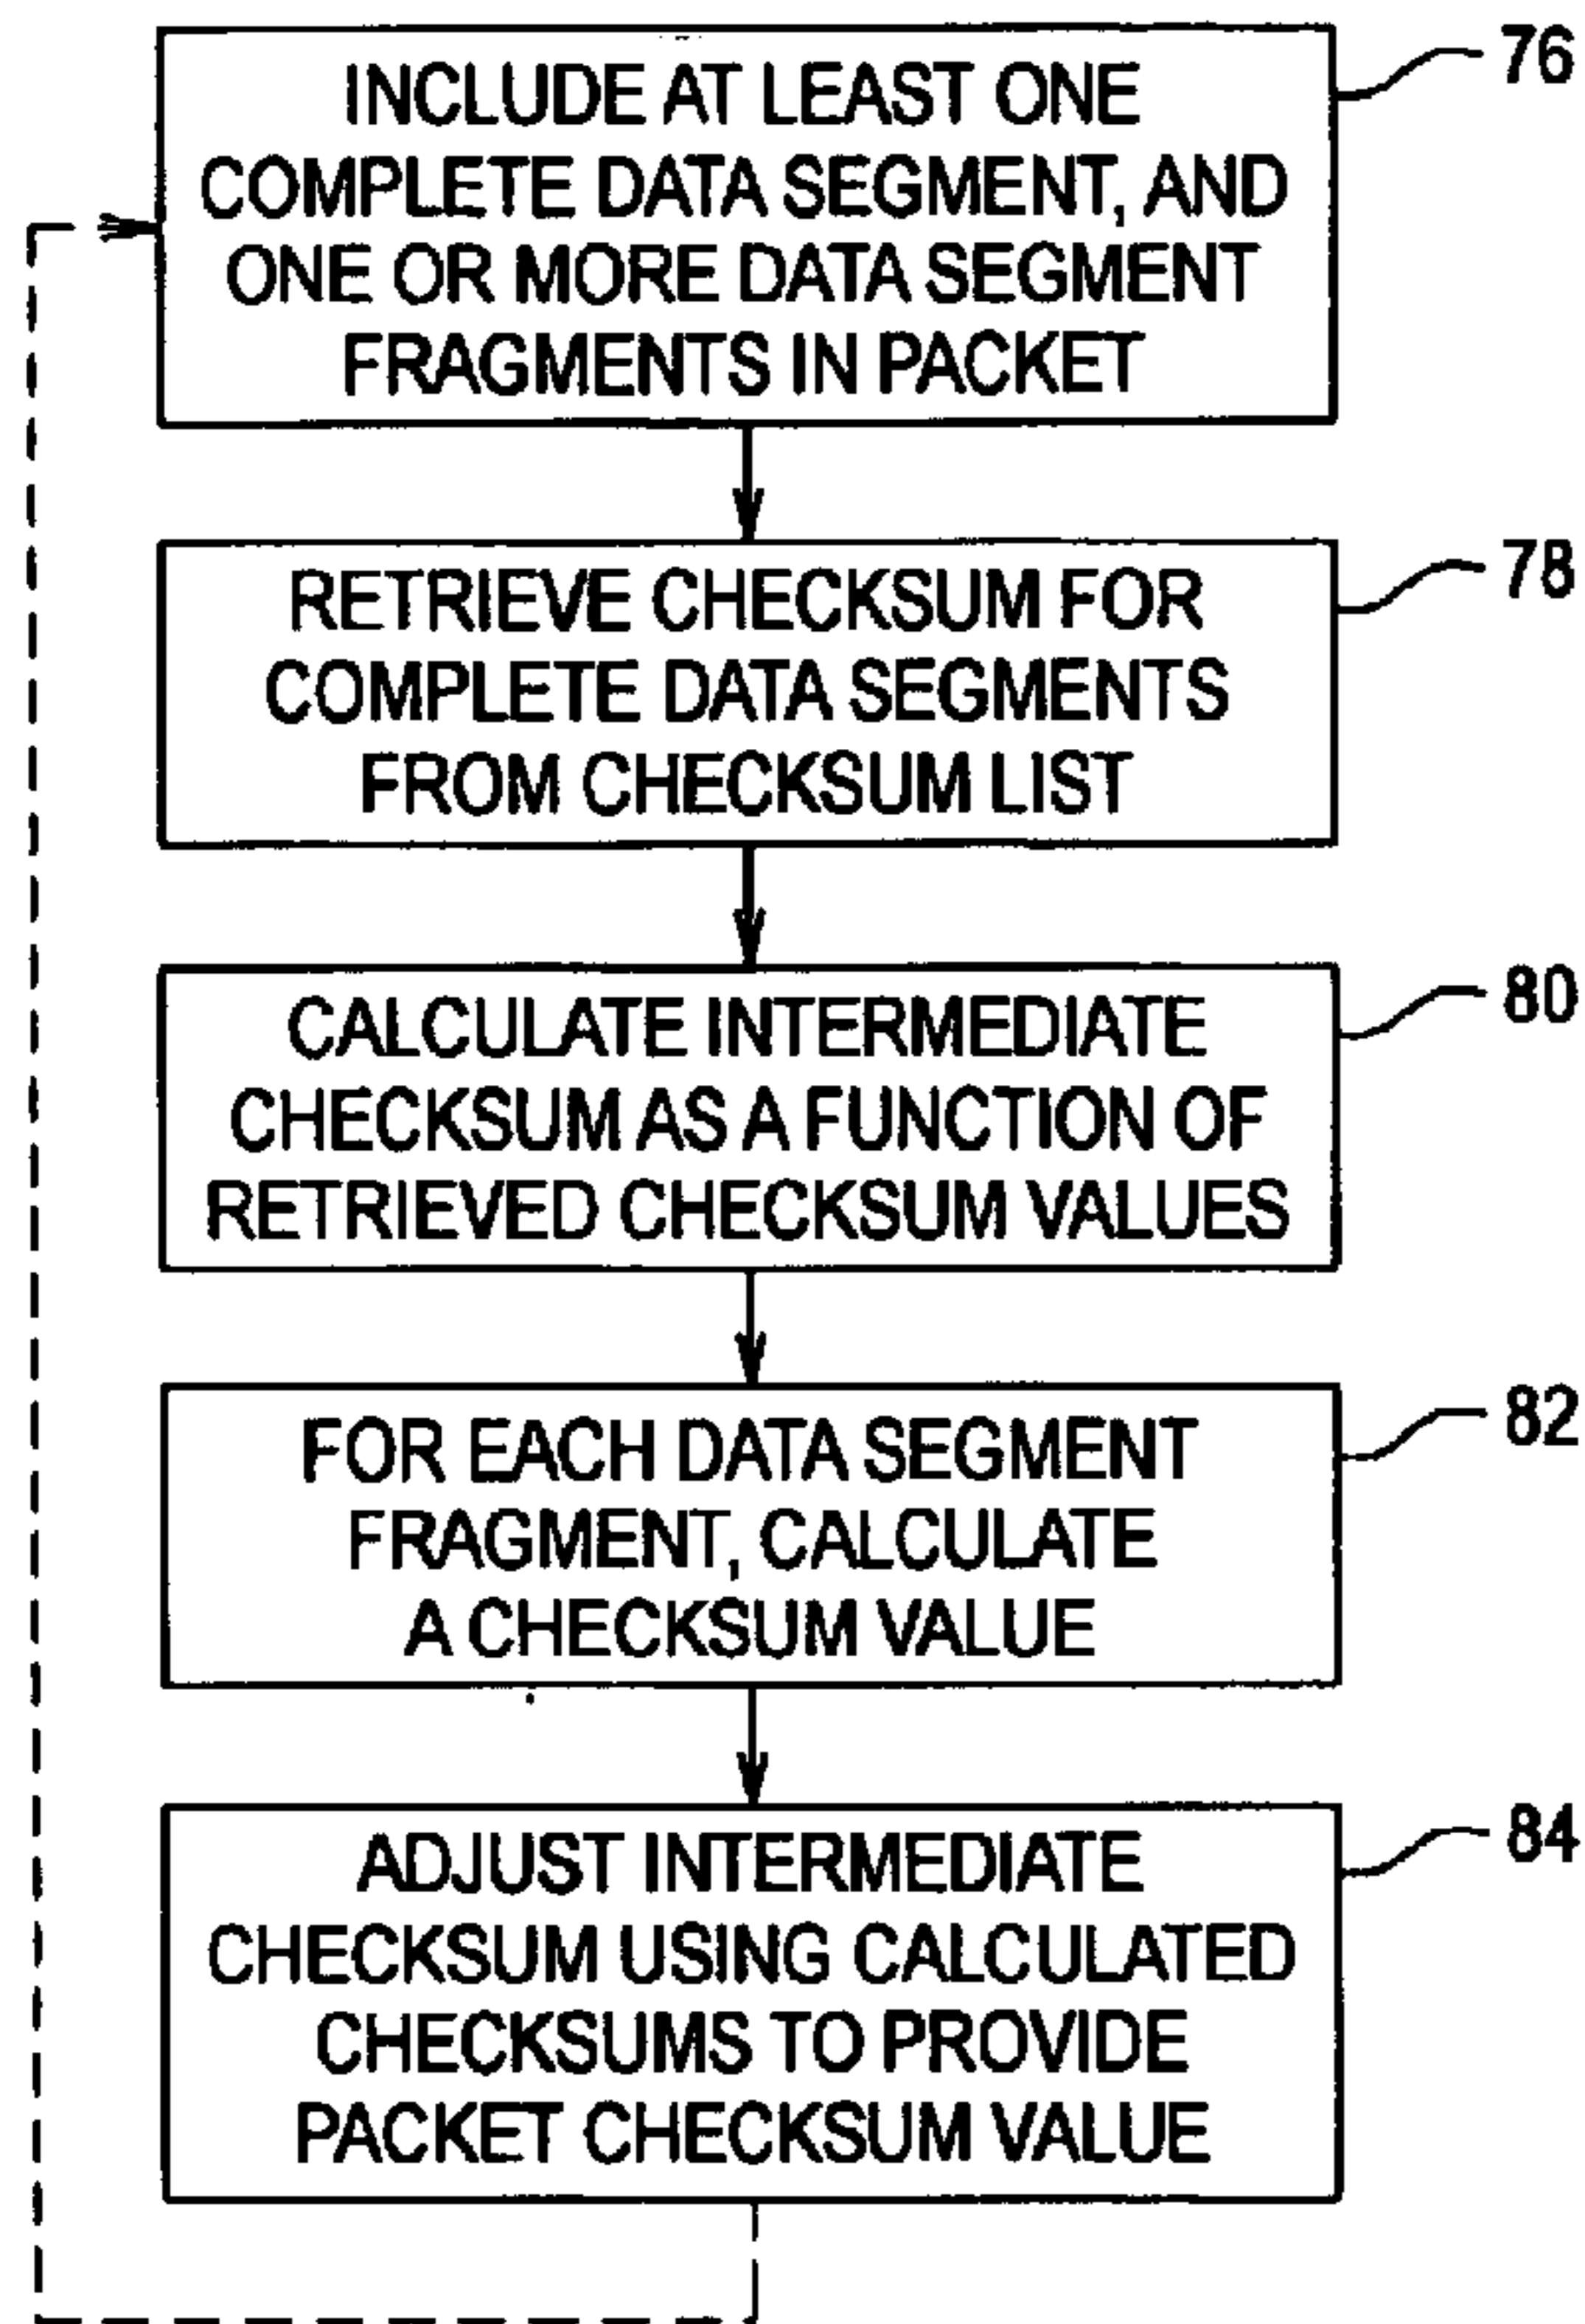 INCLUDE AT LEAST ONE
COMPLETE DATA SEGMENT, AND
ONE OR MORE DATA SEGMENT
FRAGMENTS IN PACKET
76
RETRIEVE CHECKSUM FOR
COMPLETE DATA SEGMENTS
FROM CHECKSUM LIST
78
CALCULATE INTERMEDIATE
CHECKSUM AS A FUNCTION OF
RETRIEVED CHECKSUM VALUES
80
FOR EACH DATA SEGMENT
FRAGMENT, CALCULATE
A CHECKSUM VALUE
82
ADJUST INTERMEDIATE
CHECKSUM USING CALCULATED
CHECKSUMS TO PROVIDE
PACKET CHECKSUM VALUE
84